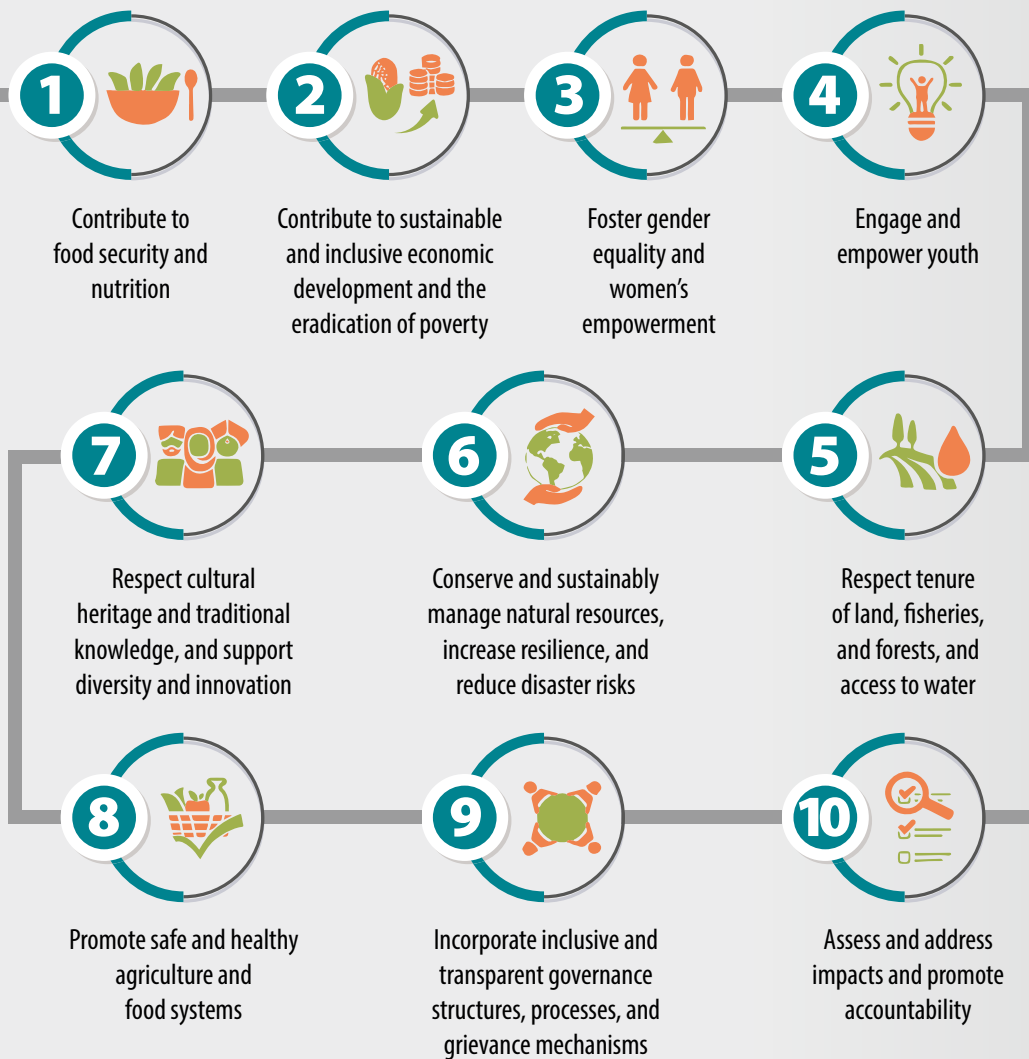 1
Contribute to
food security and
nutrition
2
Contribute to sustainable
and inclusive economic
development and the
eradication of poverty
3
Foster gender
equality and
women's
empowerment
4
Engage and
empower youth
5
Respect tenure
of land, fisheries,
and forests, and
access to water
6
Conserve and sustainably
manage natural resources,
increase resilience, and
reduce disaster risks
7
Respect cultural
heritage and traditional
knowledge, and support
diversity and innovation
8
Promote safe and healthy
agriculture and
food systems
9
Incorporate inclusive and
transparent governance
structures, processes, and
grievance mechanisms
10
Assess and address
impacts and promote
accountability